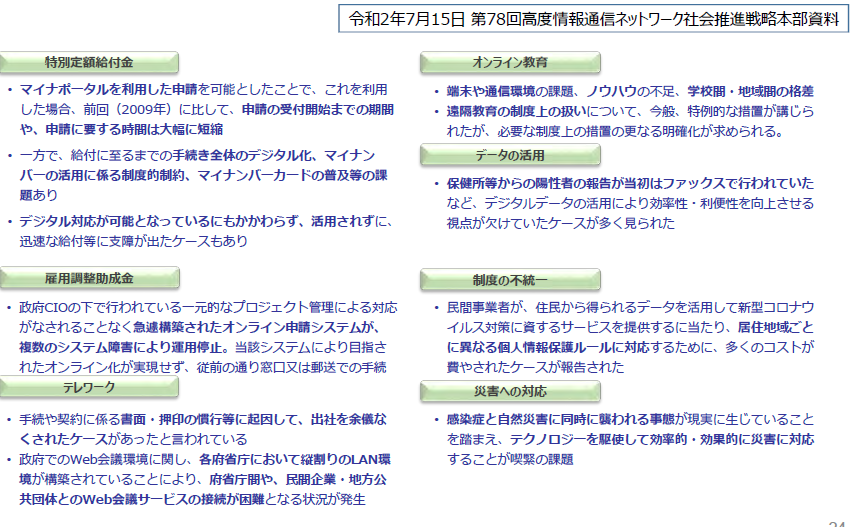 令和2年7月15日 第78回高度情報通信ネットワーク社会推進戦略本部資料
特別定額給付金
• マイナポータルを利用した申請を可能としたことで、これを利用
した場合、前回（2009年）に比して、申請の受付開始までの期間
や、申請に要する時間は大幅に短縮
• 一方で、給付に至るまでの手続き全体のデジタル化、マイナン
バーの活用に係る制度的制約、マイナンバーカードの普及等の課
題あり
• デジタル対応が可能となっているにもかかわらず、活用されずに、
迅速な給付等に支障が出たケースもあり
雇用調整助成金
• 政府CIOの下で行われている一元的なプロジェクト管理による対応
がなされることなく急遽構築されたオンライン申請システムが、
複数のシステム障害により運用停止。当該システムにより目指さ
れたオンライン化が実現せず、従前の通り窓口又は郵送での手続
テレワーク
• 手続や契約に係る書面・押印の慣行等に起因して、出社を余儀な
くされたケースがあったと言われている
• 政府でのWeb会議環境に関し、各府省庁において縦割りのLAN環
境が構築されていることにより、府省庁間や、民間企業・地方公
共団体とのWeb会議サービスの接続が困難となる状況が発生
オンライン教育
• 端末や通信環境の課題、ノウハウの不足、学校間・地域間の格差
• 遠隔教育の制度上の扱いについて、今般、特例的な措置が講じら
れたが、必要な制度上の措置の更なる明確化が求められる。
データの活用
• 保健所等からの陽性者の報告が当初はファックスで行われていた
など、デジタルデータの活用により効率性・利便性を向上させる
視点が欠けていたケースが多く見られた
制度の不統一
• 民間事業者が、住民から得られるデータを活用して新型コロナウ
イルス対策に資するサービスを提供するに当たり、居住地域ごと
に異なる個人情報保護ルールに対応するために、多くのコストが
費やされたケースが報告された
災害への対応
• 感染症と自然災害に同時に襲われる事態が現実に生じていること
を踏まえ、テクノロジーを駆使して効率的・効果的に災害に対応
することが喫緊の課題